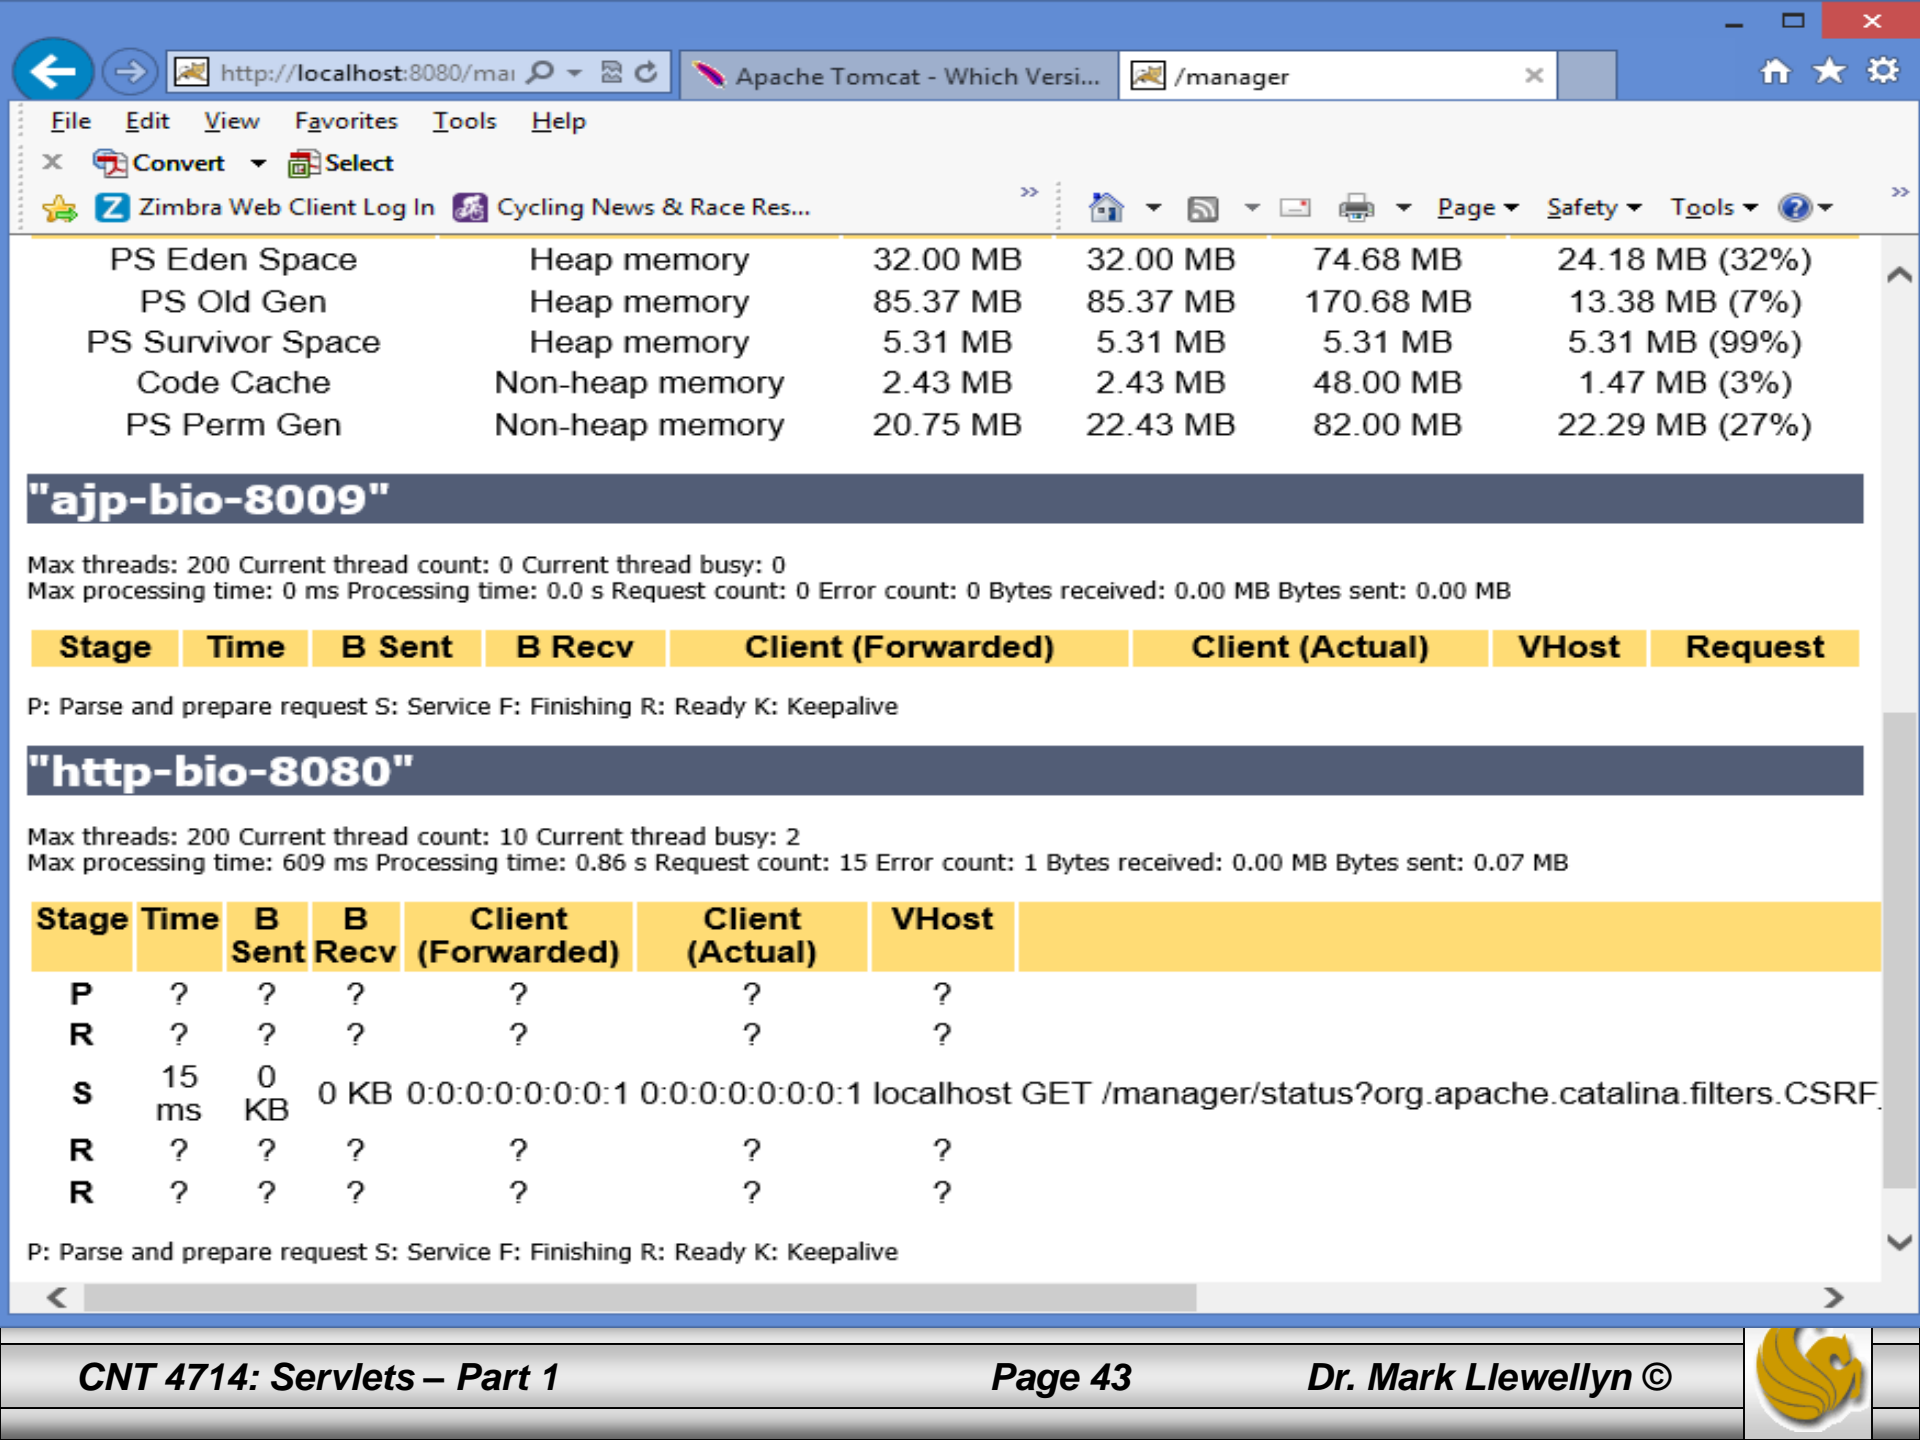 http://localhost:8080/mai
Apache Tomcat - Which Versi...
/manager
File Edit View Favorites Tools Help
Convert Select
Zimbra Web Client Log In Cycling News & Race Res... Page Safety Tools
PS Eden Space Heap memory 32.00 MB 32.00 MB 74.68 MB 24.18 MB (32%)
PS Old Gen Heap memory 85.37 MB 85.37 MB 170.68 MB 13.38 MB (7%)
PS Survivor Space Heap memory 5.31 MB 5.31 MB 5.31 MB 5.31 MB (99%)
Code Cache Non-heap memory 2.43 MB 2.43 MB 48.00 MB 1.47 MB (3%)
PS Perm Gen Non-heap memory 20.75 MB 22.43 MB 82.00 MB 22.29 MB (27%)
"ajp-bio-8009"
Max threads: 200 Current thread count: 0 Current thread busy: 0
Max processing time: 0 ms Processing time: 0.0 s Request count: 0 Error count: 0 Bytes received: 0.00 MB Bytes sent: 0.00 MB
Stage Time B Sent B Recv Client (Forwarded) Client (Actual) VHost Request
P: Parse and prepare request S: Service F: Finishing R: Ready K: Keepalive
"http-bio-8080"
Max threads: 200 Current thread count: 10 Current thread busy: 2
Max processing time: 609 ms Processing time: 0.86 s Request count: 15 Error count: 1 Bytes received: 0.00 MB Bytes sent: 0.07 MB
Stage Time B Sent B Recv Client (Forwarded) Client (Actual) VHost
P ? ? ? ? ? ?
R ? ? ? ? ? ?
S 15 ms 0 KB 0 KB 0:0:0:0:0:0:0:1 0:0:0:0:0:0:0:1 localhost GET /manager/status?org.apache.catalina.filters.CSRF_
R ? ? ? ? ? ?
R ? ? ? ? ? ?
P: Parse and prepare request S: Service F: Finishing R: Ready K: Keepalive
CNT 4714: Servlets – Part 1 Page 43 Dr. Mark Llewellyn ©